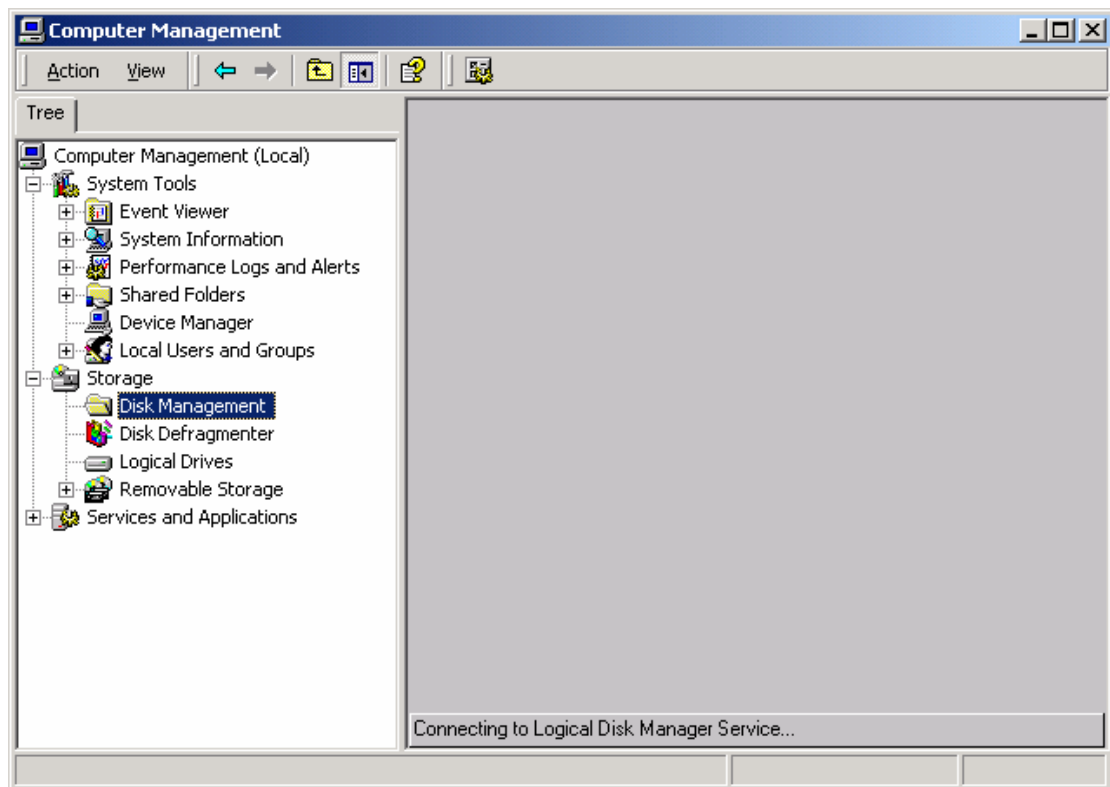 Computer Management
Action View
Tree
Computer Management (Local)
System Tools
Event Viewer
System Information
Performance Logs and Alerts
Shared Folders
Device Manager
Local Users and Groups
Storage
Disk Management
Disk Defragmenter
Logical Drives
Removable Storage
Services and Applications
Connecting to Logical Disk Manager Service...